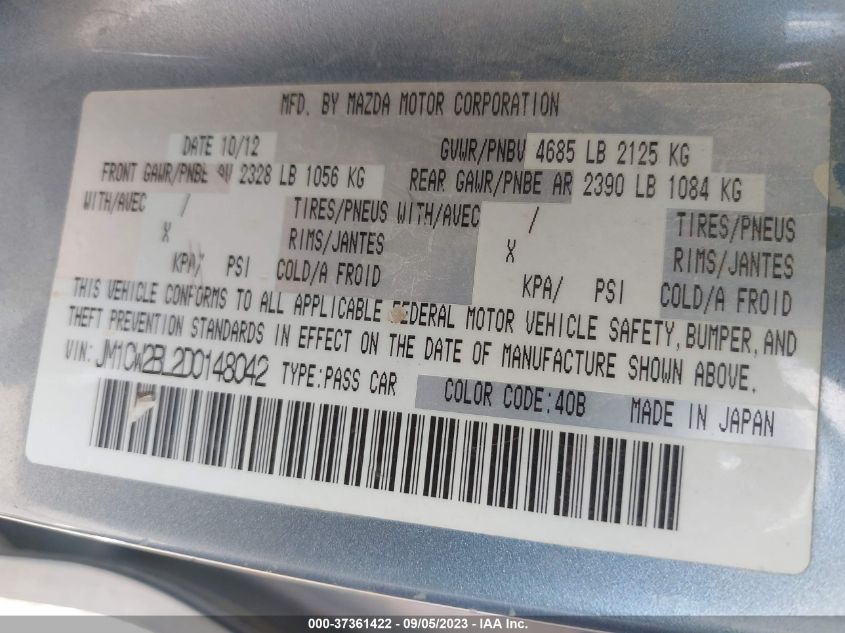 MFD. BY MAZDA MOTOR CORPORATION
DATE 10/12 GVWR/PNBV 4685 LB 2125 KG
FRONT GAWR/PNBE AV 2328 LB 1056 KG REAR GAWR/PNBE AR 2390 LB 1084 KG
WITH/AVEC / TIRES/PNEUS WITH/AVEC / TIRES/PNEUS
X RIMS/JANTES X RIMS/JANTES
KPA/ PSI COLD/A FROID KPA/ PSI COLD/A FROID
THIS VEHICLE CONFORMS TO ALL APPLICABLE FEDERAL MOTOR VEHICLE SAFETY, BUMPER, AND
THEFT PREVENTION STANDARDS IN EFFECT ON THE DATE OF MANUFACTURE SHOWN ABOVE.
VIN: JM1CW2BL2D0148042 TYPE: PASS CAR COLOR CODE: 40B MADE IN JAPAN
000-37361422 - 09/05/2023 - IAA Inc.